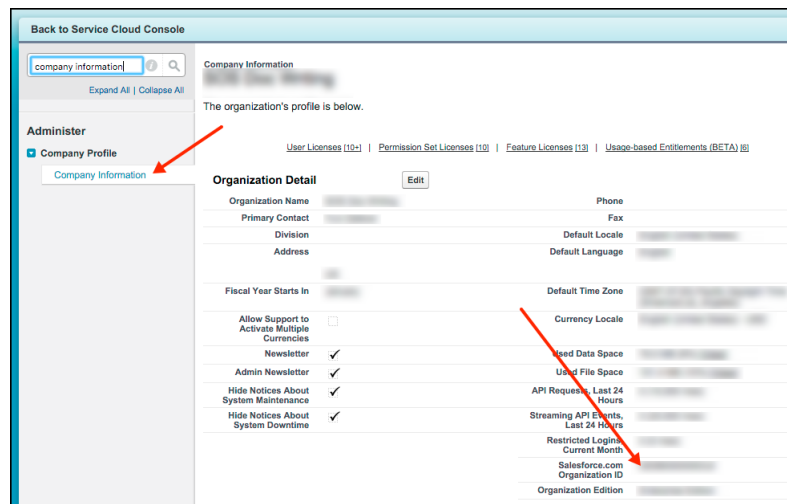 Back to Service Cloud Console
company information
Expand All | Collapse All
Administer
Company Profile
Company Information
Company Information
The organization's profile is below.
User Licenses [10+] | Permission Set Licenses [10] | Feature Licenses [13] | Usage-based Entitlements (BETA) [6]
Organization Detail Edit
Organization Name Phone
Primary Contact Fax
Division Default Locale
Address Default Language
Fiscal Year Starts In Default Time Zone
Allow Support to Currency Locale
Activate Multiple
Currencies
Newsletter Used Data Space
Admin Newsletter Used File Space
Hide Notices About API Requests, Last 24
System Maintenance Hours
Hide Notices About Streaming API Events,
System Downtime Last 24 Hours
Restricted Logins,
Current Month
Salesforce.com
Organization ID
Organization Edition